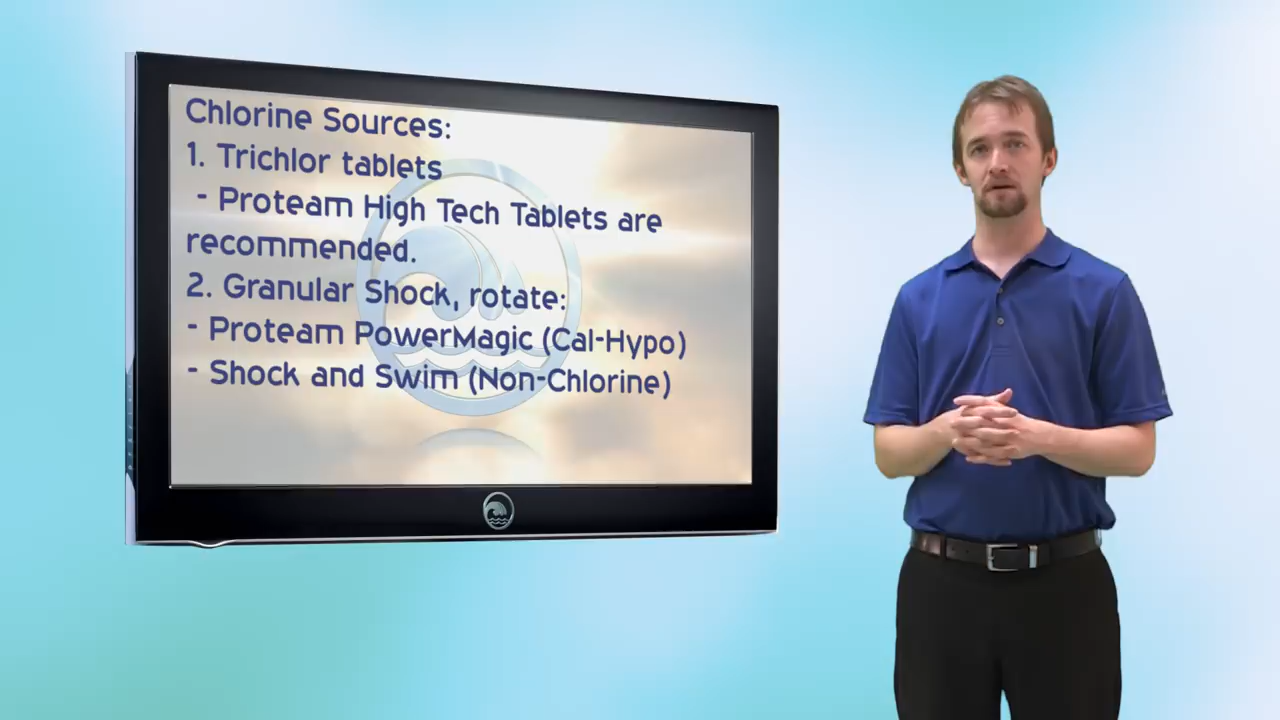 Chlorine Sources:
1. Trichlor tablets
- Proteam High Tech Tablets are
recommended.
2. Granular Shock, rotate:
- Proteam PowerMagic (Cal-Hypo)
- Shock and Swim (Non-Chlorine)